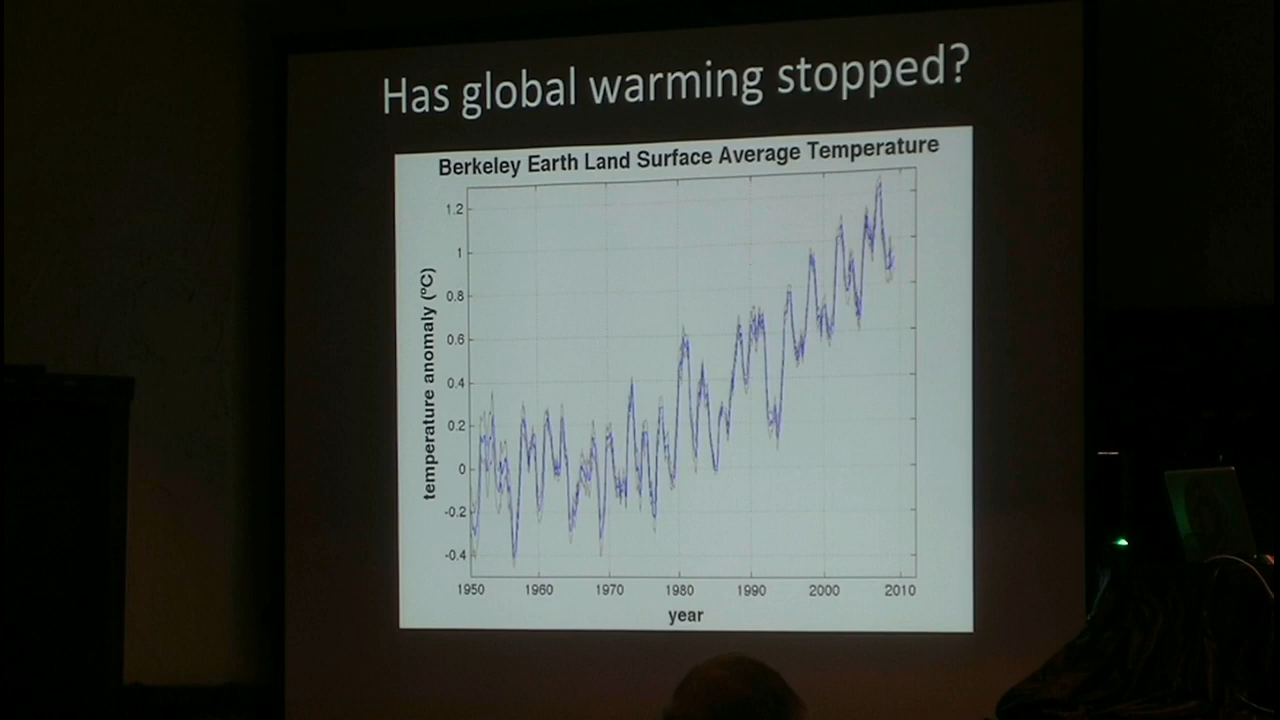 Has global warming stopped?
Berkeley Earth Land Surface Average Temperature
temperature anomaly (ºC)
1.2
1
0.8
0.6
0.4
0.2
0
-0.2
-0.4
1950 1960 1970 1980 1990 2000 2010
year